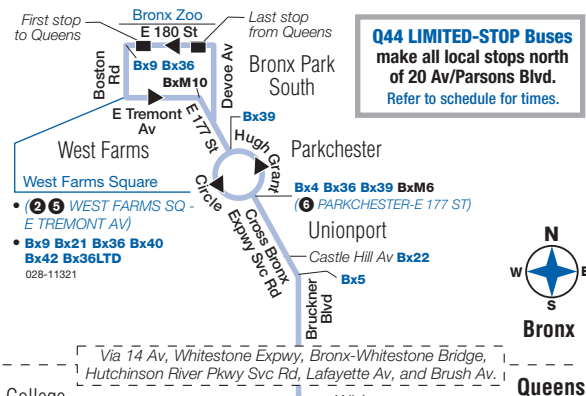 First stop
to Queens
Bronx Zoo
E 180 St
Last stop
from Queens
Q44 LIMITED-STOP Buses
make all local stops north
of 20 Av/Parsons Blvd.
Refer to schedule for times.
Boston
Rd
Bx9 Bx36
BxM10
Devoe Av
Bronx Park
South
E Tremont
Av
E 177 St
Bx39
West Farms
Hugh Grant
Circle
Parkchester
West Farms Square
• (2 5 WEST FARMS SQ -
E TREMONT AV)
• Bx9 Bx21 Bx36 Bx40
Bx42 Bx36LTD
028-11321
Bx4 Bx36 Bx39 BxM6
(6 PARKCHESTER-E 177 ST)
Unionport
Cross Bronx
Expwy Svc Rd
Castle Hill Av Bx22
Bx5
Bruckner
Blvd
N
W E
S
Bronx
Via 14 Av, Whitestone Expwy, Bronx-Whitestone Bridge,
Hutchinson River Pkwy Svc Rd, Lafayette Av, and Brush Av.
Queens
College